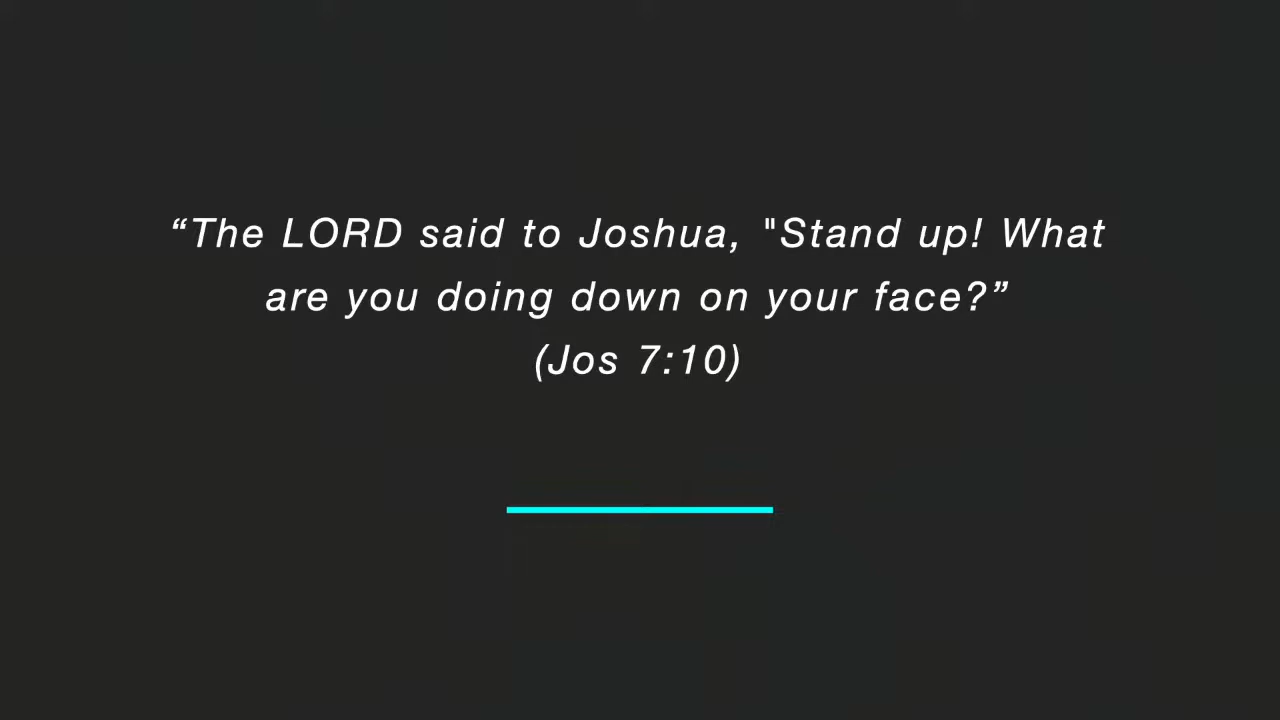 “The LORD said to Joshua, "Stand up! What
are you doing down on your face?”
(Jos 7:10)